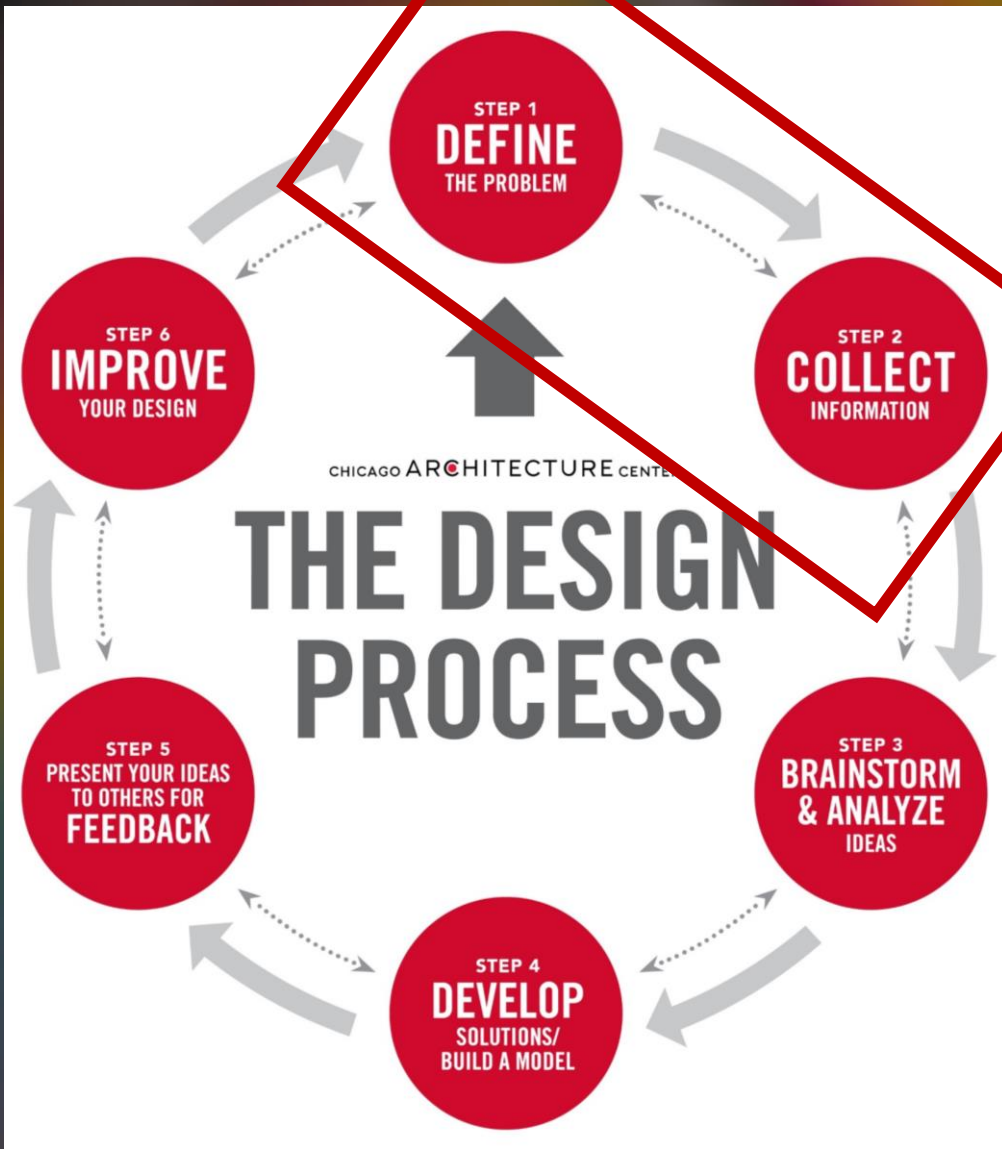 STEP 1
DEFINE
THE PROBLEM
STEP 2
COLLECT
INFORMATION
STEP 3
BRAINSTORM
& ANALYZE
IDEAS
STEP 4
DEVELOP
SOLUTIONS/
BUILD A MODEL
STEP 5
PRESENT YOUR IDEAS
TO OTHERS FOR
FEEDBACK
STEP 6
IMPROVE
YOUR DESIGN
CHICAGO ARCHITECTURE CENTER
THE DESIGN
PROCESS